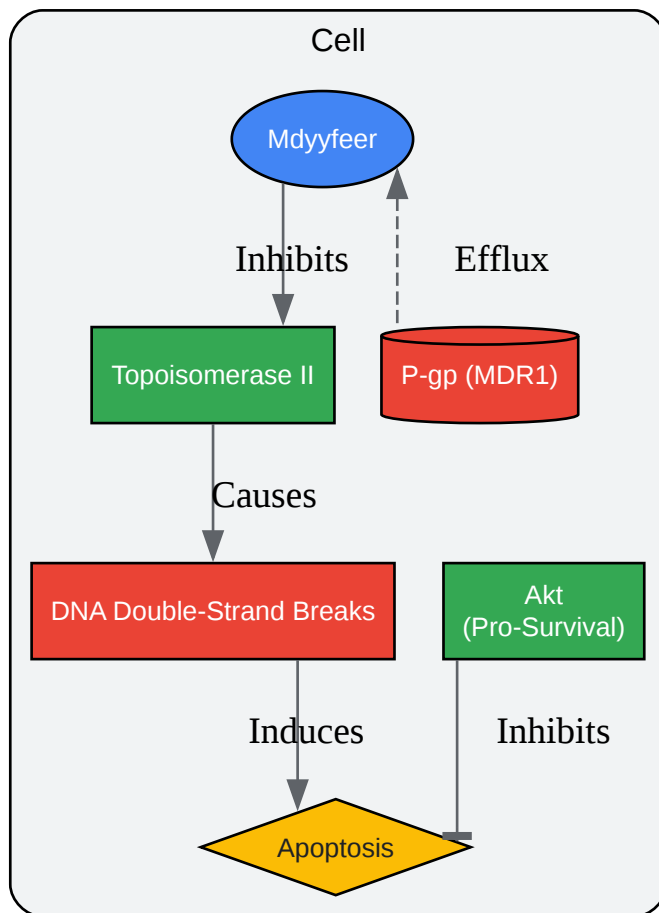 Cell
Mdyyfeer
Inhibits
Efflux
Topoisomerase II
P-gp (MDR1)
Causes
DNA Double-Strand Breaks
Akt
(Pro-Survival)
Induces
Inhibits
Apoptosis